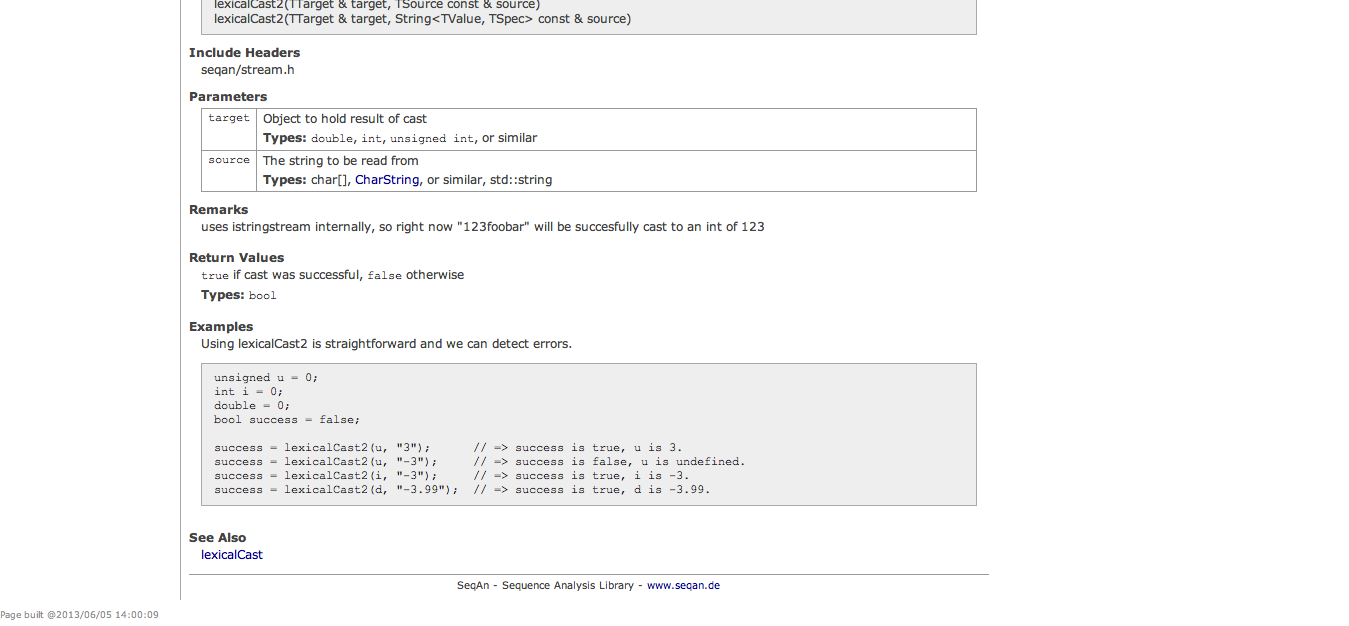 lexicalCast2(TTarget & target, TSource const & source)
lexicalCast2(TTarget & target, String<TValue, TSpec> const & source)
Include Headers
seqan/stream.h
Parameters
target Object to hold result of cast
Types: double, int, unsigned int, or similar
source The string to be read from
Types: char[], CharString, or similar, std::string
Remarks
uses istringstream internally, so right now "123foobar" will be succesfully cast to an int of 123
Return Values
true if cast was successful, false otherwise
Types: bool
Examples
Using lexicalCast2 is straightforward and we can detect errors.
unsigned u = 0;
int i = 0;
double = 0;
bool success = false;
success = lexicalCast2(u, "3"); // => success is true, u is 3.
success = lexicalCast2(u, "-3"); // => success is false, u is undefined.
success = lexicalCast2(i, "-3"); // => success is true, i is -3.
success = lexicalCast2(d, "-3.99"); // => success is true, d is -3.99.
See Also
lexicalCast
SeqAn - Sequence Analysis Library - www.seqan.de
Page built @2013/06/05 14:00:09